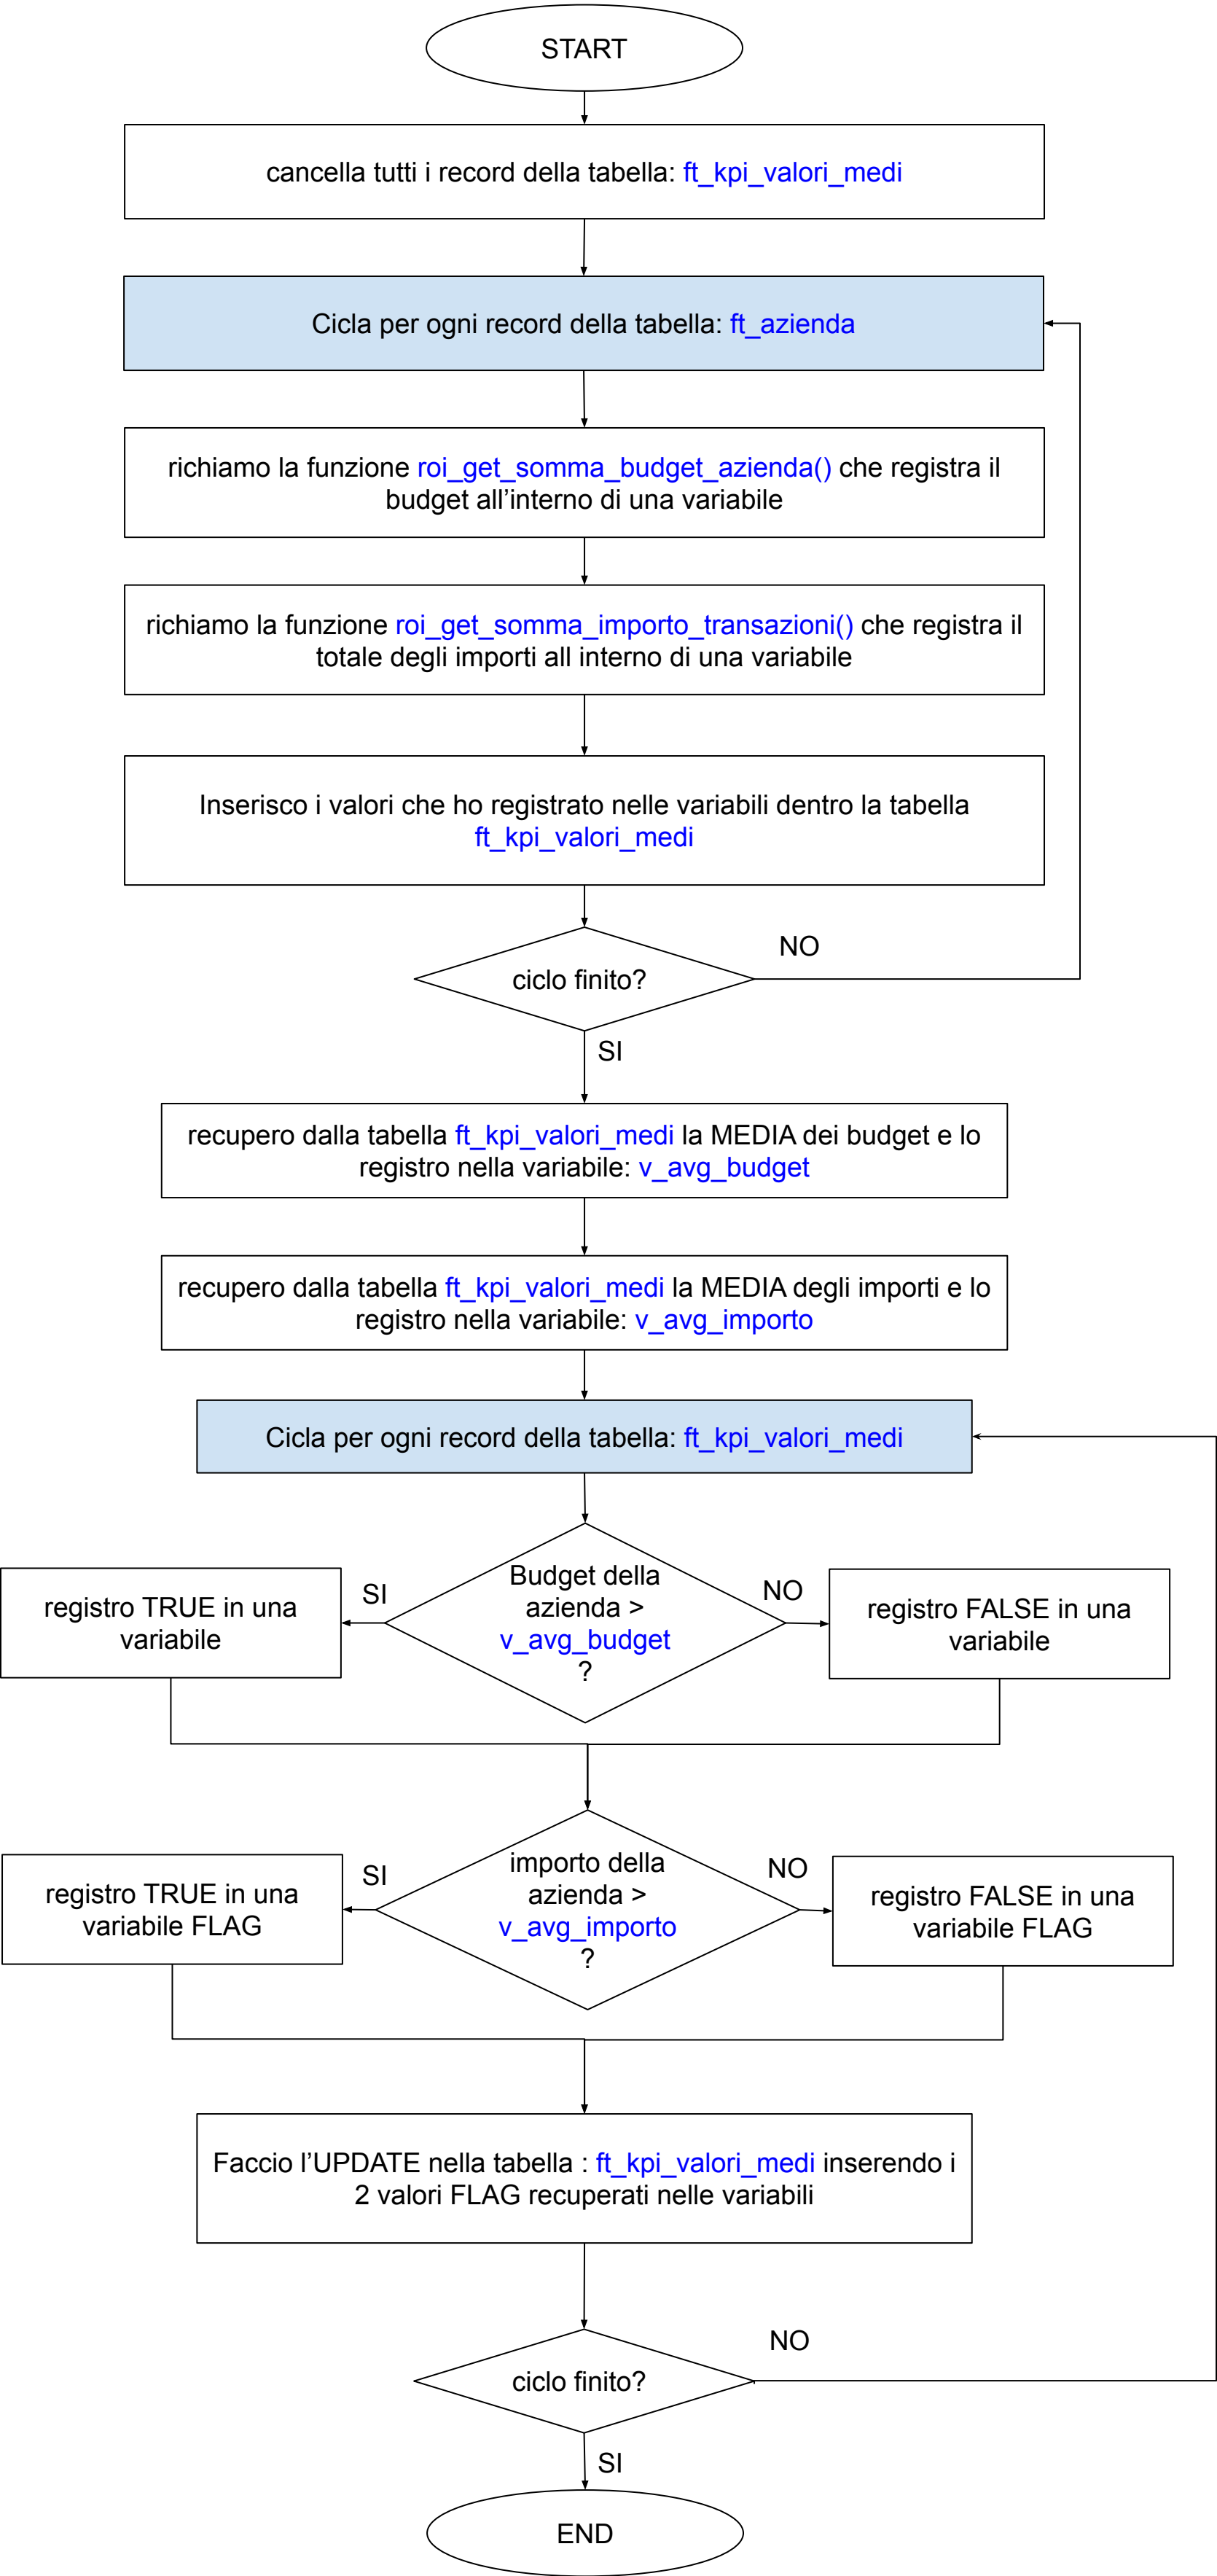 START
cancella tutti i record della tabella: ft_kpi_valori_medi
Cicla per ogni record della tabella: ft_azienda
richiamo la funzione roi_get_somma_budget_azienda() che registra il
budget all’interno di una variabile
richiamo la funzione roi_get_somma_importo_transazioni() che registra il
totale degli importi all interno di una variabile
Inserisco i valori che ho registrato nelle variabili dentro la tabella
ft_kpi_valori_medi
NO
ciclo finito?
SI
recupero dalla tabella ft_kpi_valori_medi la MEDIA dei budget e lo
registro nella variabile: v_avg_budget
recupero dalla tabella ft_kpi_valori_medi la MEDIA degli importi e lo
registro nella variabile: v_avg_importo
Cicla per ogni record della tabella: ft_kpi_valori_medi
Budget della
azienda >
v_avg_budget
?
SI
NO
registro TRUE in una
variabile
registro FALSE in una
variabile
importo della
azienda >
v_avg_importo
?
SI
NO
registro TRUE in una
variabile FLAG
registro FALSE in una
variabile FLAG
Faccio l’UPDATE nella tabella : ft_kpi_valori_medi inserendo i
2 valori FLAG recuperati nelle variabili
NO
ciclo finito?
SI
END